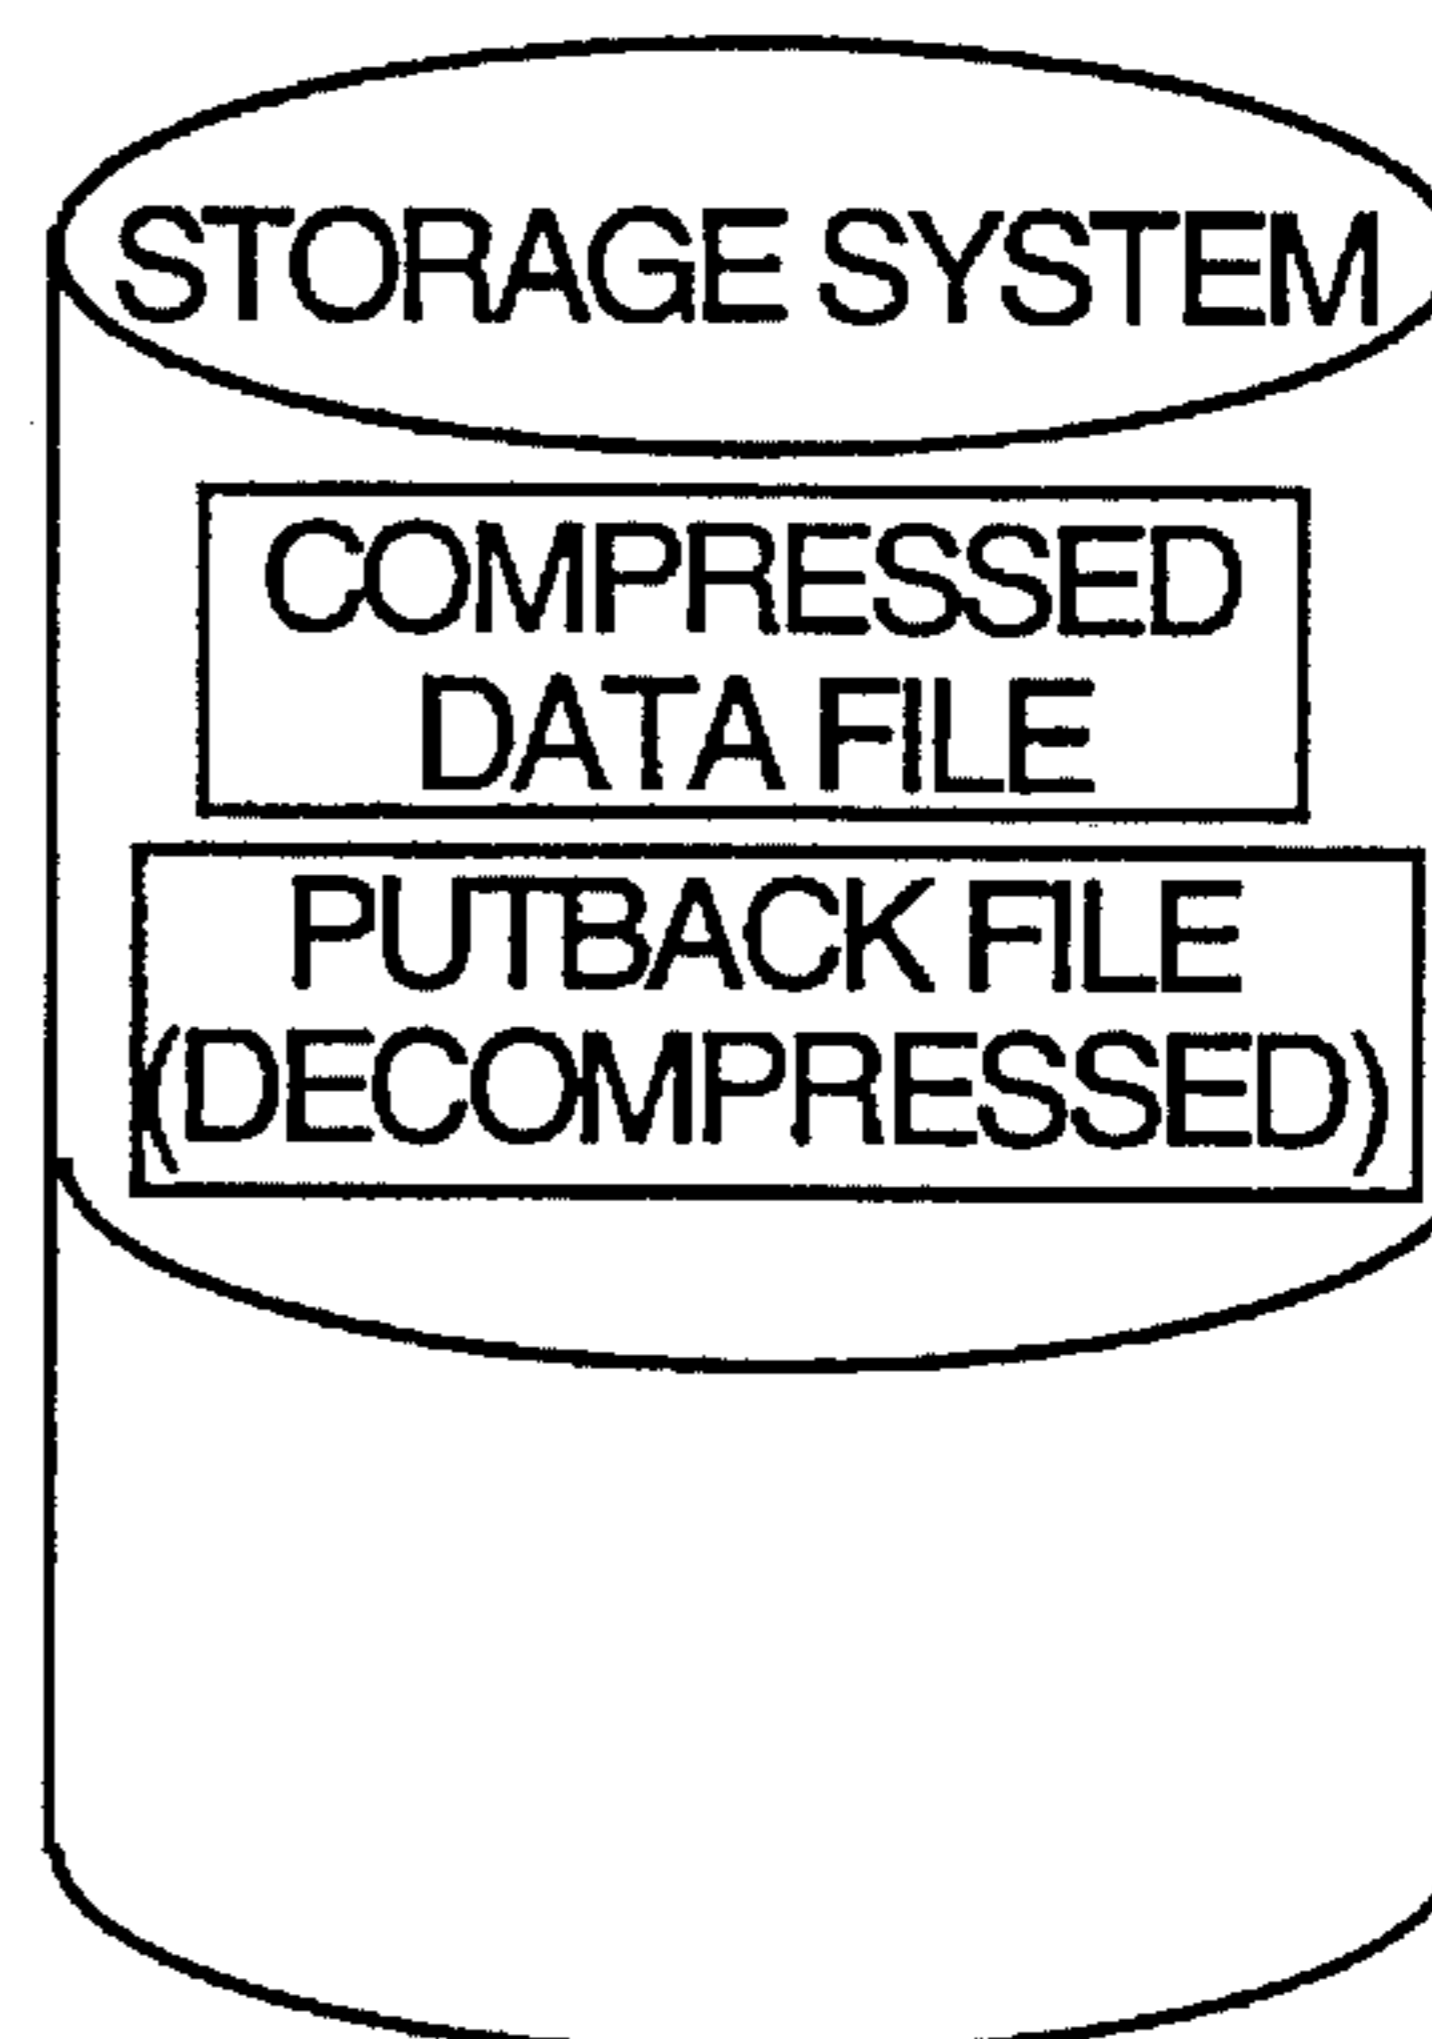 STORAGE SYSTEM
COMPRESSED
DATA FILE
PUTBACK FILE
(DECOMPRESSED)